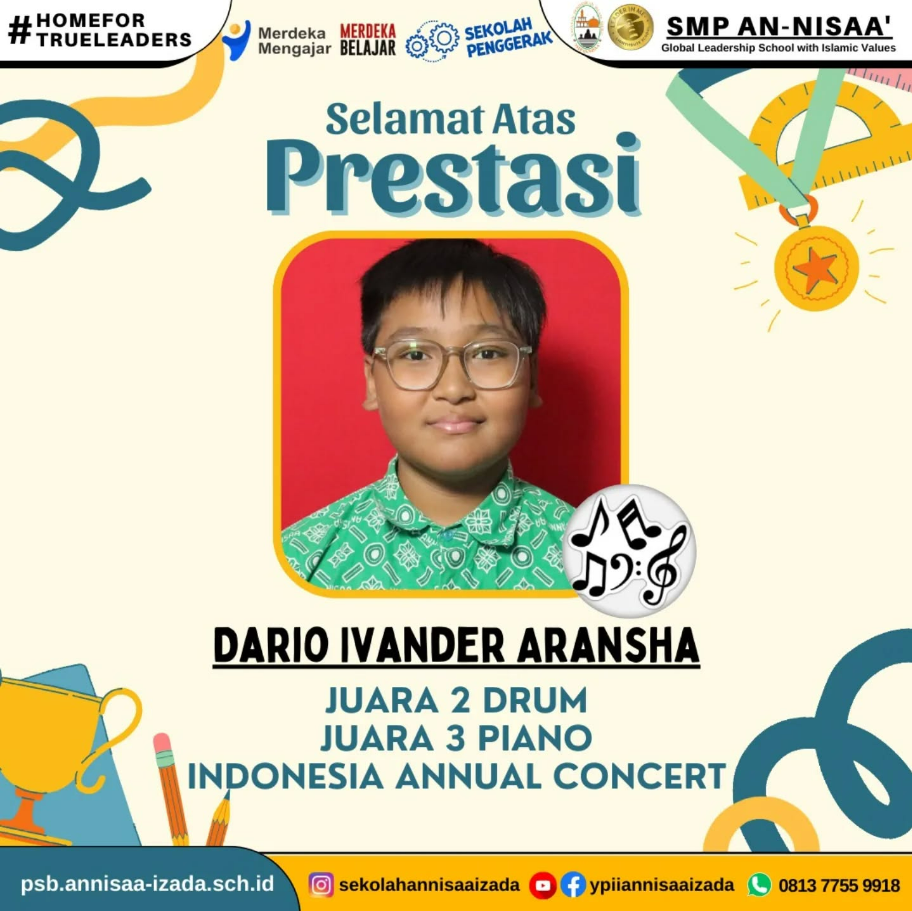 #HOMEFOR
TRUELEADERS
Merdeka
Mengajar
MERDEKA
BELAJAR
SEKOLAH
PENGGERAK
SMP AN-NISAA'
Global Leadership School with Islamic Values
Selamat Atas
Prestasi
DARIO IVANDER ARANSHA
JUARA 2 DRUM
JUARA 3 PIANO
INDONESIA ANNUAL CONCERT
psb.annisaa-izada.sch.id
sekolahannisaaizada
ypiiannisaaizada
0813 7755 9918